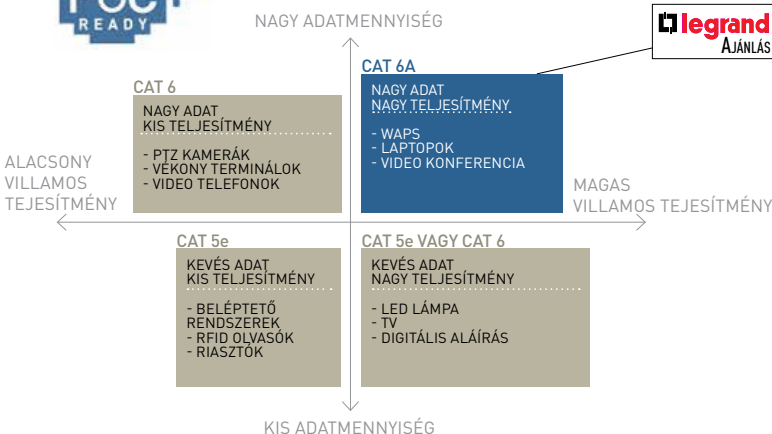 READY
NAGY ADATMENNYISÉG
legrand
AJÁNLÁS
CAT 6
NAGY ADAT
KIS TELJESÍTMÉNY
- PTZ KAMERÁK
- VÉKONY TERMINÁLOK
- VIDEO TELEFONOK
CAT 6A
NAGY ADAT
NAGY TELJESÍTMÉNY
- WAPS
- LAPTOPOK
- VIDEO KONFERENCIA
ALACSONY
VILLAMOS
TEJESÍTMÉNY
MAGAS
VILLAMOS TEJESÍTMÉNY
CAT 5e
KEVÉS ADAT
KIS TELJESÍTMÉNY
- BELÉPTETŐ
RENDSZEREK
- RFID OLVASÓK
- RIASZTÓK
CAT 5e VAGY CAT 6
KEVÉS ADAT
NAGY TELJESÍTMÉNY
- LED LÁMPA
- TV
- DIGITÁLIS ALÁÍRÁS
KIS ADATMENNYISÉG